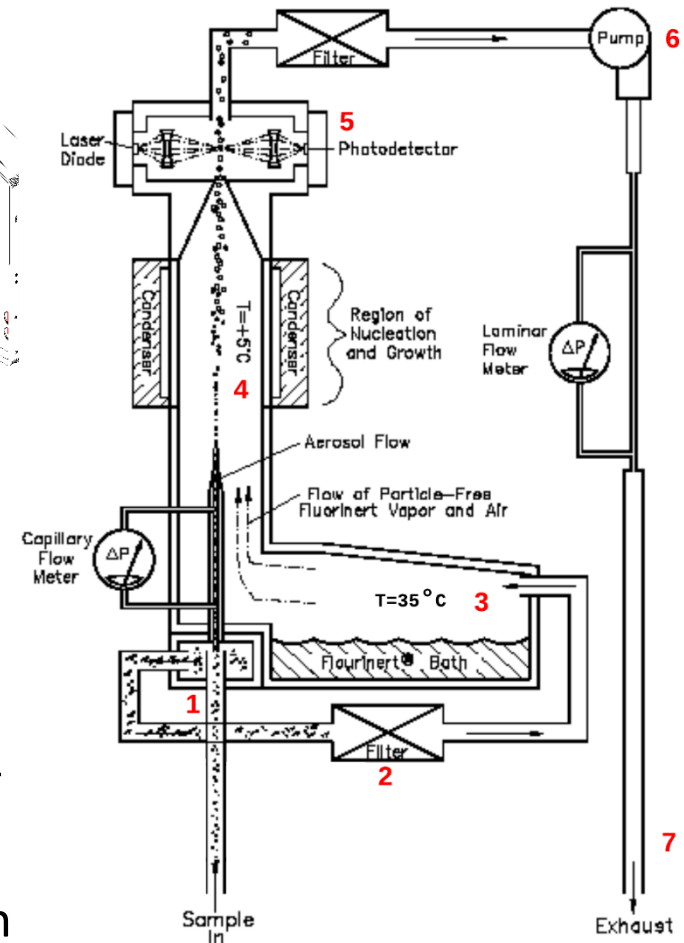 Pump
6
Filter
5
Laser
Diode
Photodetector
Condenser
T=+5°C
Condenser
Region of
Nucleation
and Growth
Laminar
Flow
Meter
ΔP
4
Aerosol Flow
Flow of Particle-Free
Fluorinert Vapor and Air
Capillary
Flow
Meter
ΔP
T=35°C
3
Flourinert® Bath
1
Filter
2
7
Sample
In
Exhaust
n